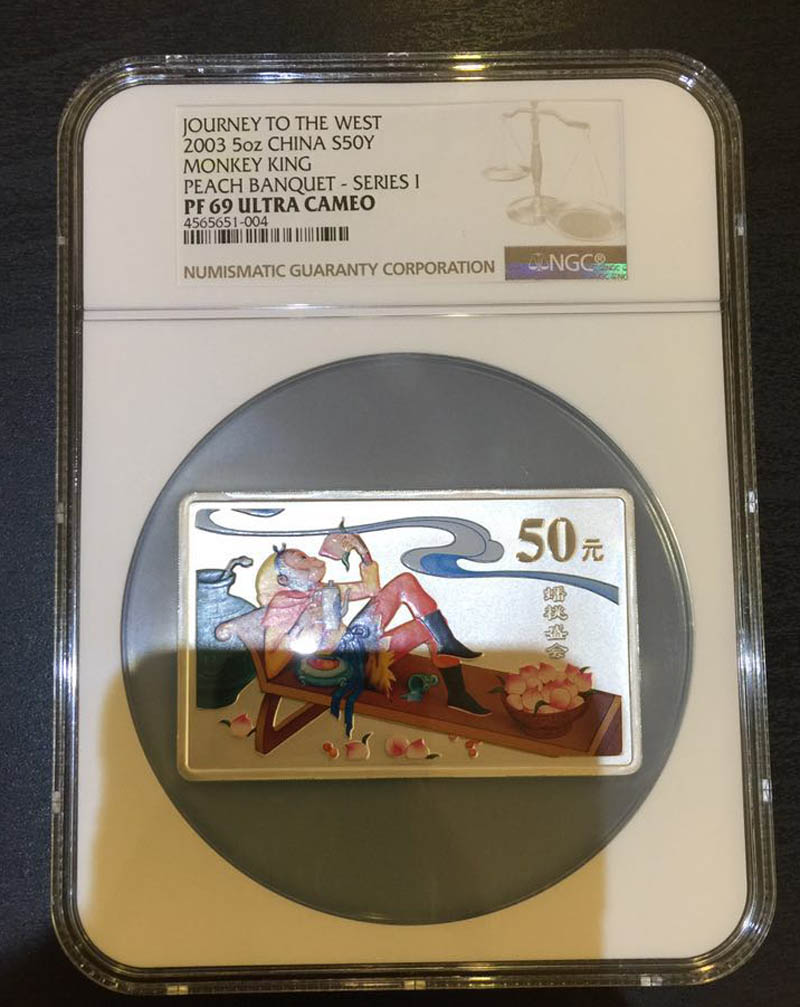 JOURNEY TO THE WEST
2003 5oz CHINA S50Y
MONKEY KING
PEACH BANQUET - SERIES I
PF 69 ULTRA CAMEO
4565651-004
NUMISMATIC GUARANTY CORPORATION
NGC®
50元
蟠桃盛会